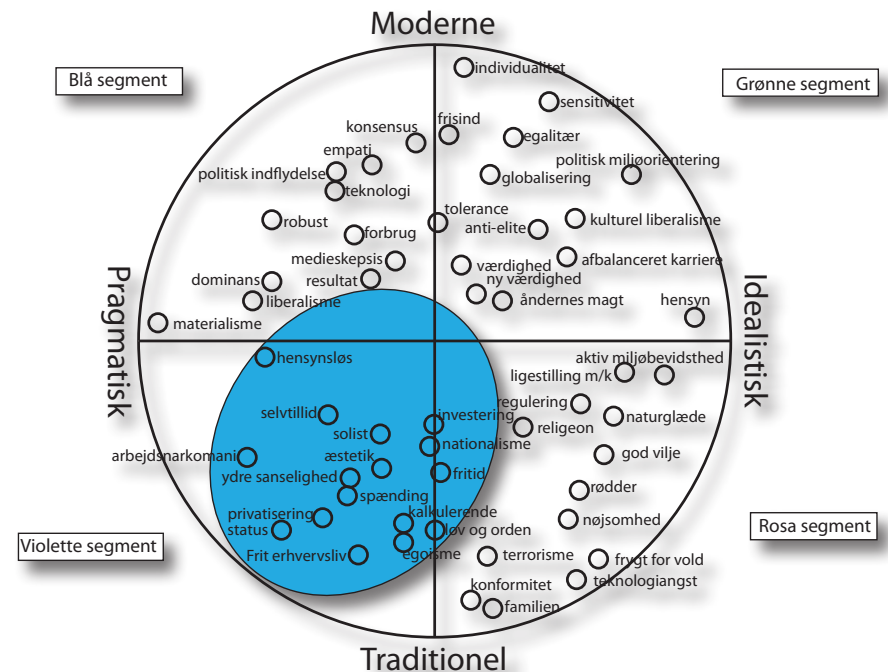 Moderne
Blå segment
Grønne segment
individualitet
sensitivitet
frisind
konsensus
egalitær
empati
politisk miljøorientering
politisk indflydelse
globalisering
teknologi
tolerance
robust
kulturel liberalisme
forbrug
anti-elite
medieskepsis
afbalanceret karriere
værdighed
dominans
resultat
ny værdighed
liberalisme
åndernes magt
hensyn
materialisme
Pragmatisk
Idealistisk
hensynsløs
aktiv miljøbevidsthed
ligestilling m/k
regulering
selvtillid
investering
naturglæde
solist
religeon
nationalisme
arbejdsnarkomani
æstetik
god vilje
ydre sanselighed
fritid
spænding
rødder
privatisering
kalkulerende
nøjsomhed
status
løv og orden
Rosa segment
Violette segment
Frit erhvervsliv
egoisme
terrorisme
frygt for vold
teknologiangst
konformitet
familien
Traditionel